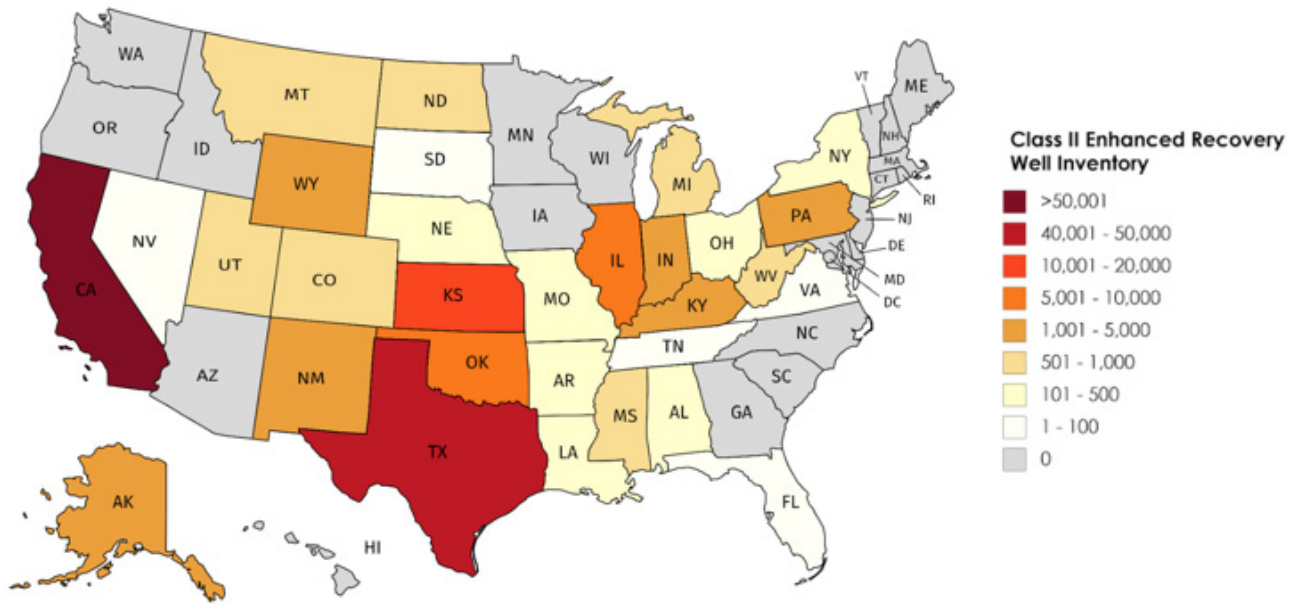 WA
MT
ND
MN
VT
ME
OR
ID
SD
WI
NH
NY
MA
WY
MI
CT
RI
IA
PA
NJ
NE
NV
OH
DE
UT
IL
IN
WV
MD
CO
CA
KS
MO
KY
VA
DC
TN
NC
AZ
NM
OK
AR
SC
MS
AL
GA
TX
LA
AK
FL
HI
Class II Enhanced Recovery
Well Inventory
>50,001
40,001 - 50,000
10,001 - 20,000
5,001 - 10,000
1,001 - 5,000
501 - 1,000
101 - 500
1 - 100
0